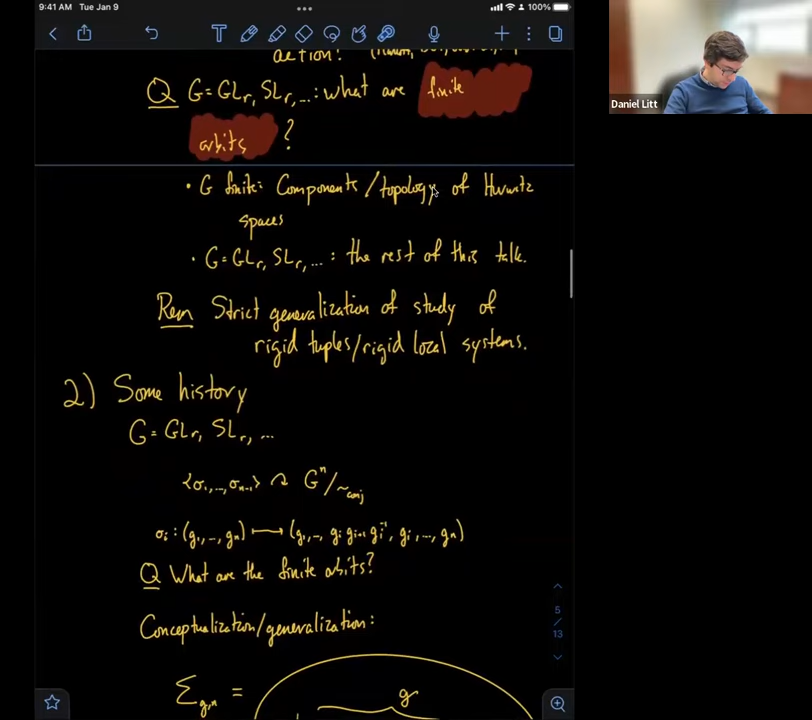 9:41 AM Tue Jan 9
100%
action?
Q G=GLr, SLr, ...: what are finite
orbits ?
• G finite: Components/topology of Hurwitz
spaces
• G=GLr, SLr, ...: the rest of this talk.
Rem Strict generalization of study of
rigid tuples/rigid local systems.
2) Some history
G=GLr, SLr, ...
⟨σ1,...,σn-1⟩ ↷ G^n/~conj
σi: (g1,...,gn) ⟼ (g1,..., gi gi+1 gi^-1, gi,..., gn)
Q What are the finite orbits?
Conceptualization/generalization:
Σg,n =
g
5
/
13
Daniel Litt